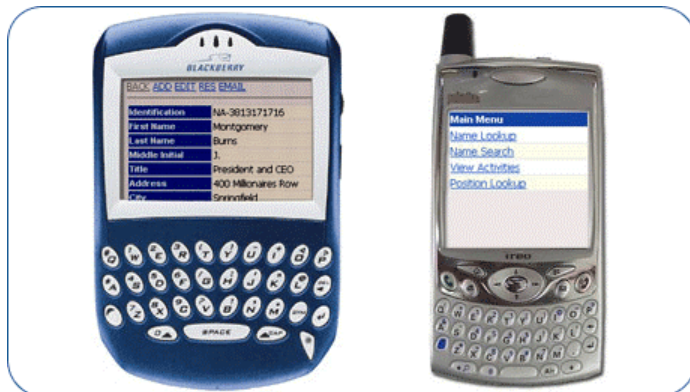 BLACKBERRY
BACK ADD EDIT RES EMAIL
Identification NA-3813171716
First Name Montgomery
Last Name Burns
Middle Initial J.
Title President and CEO
Address 400 Millionaires Row
City Springfield
SPACE
Main Menu
Name Lookup
Name Search
View Activities
Position Lookup
Treo